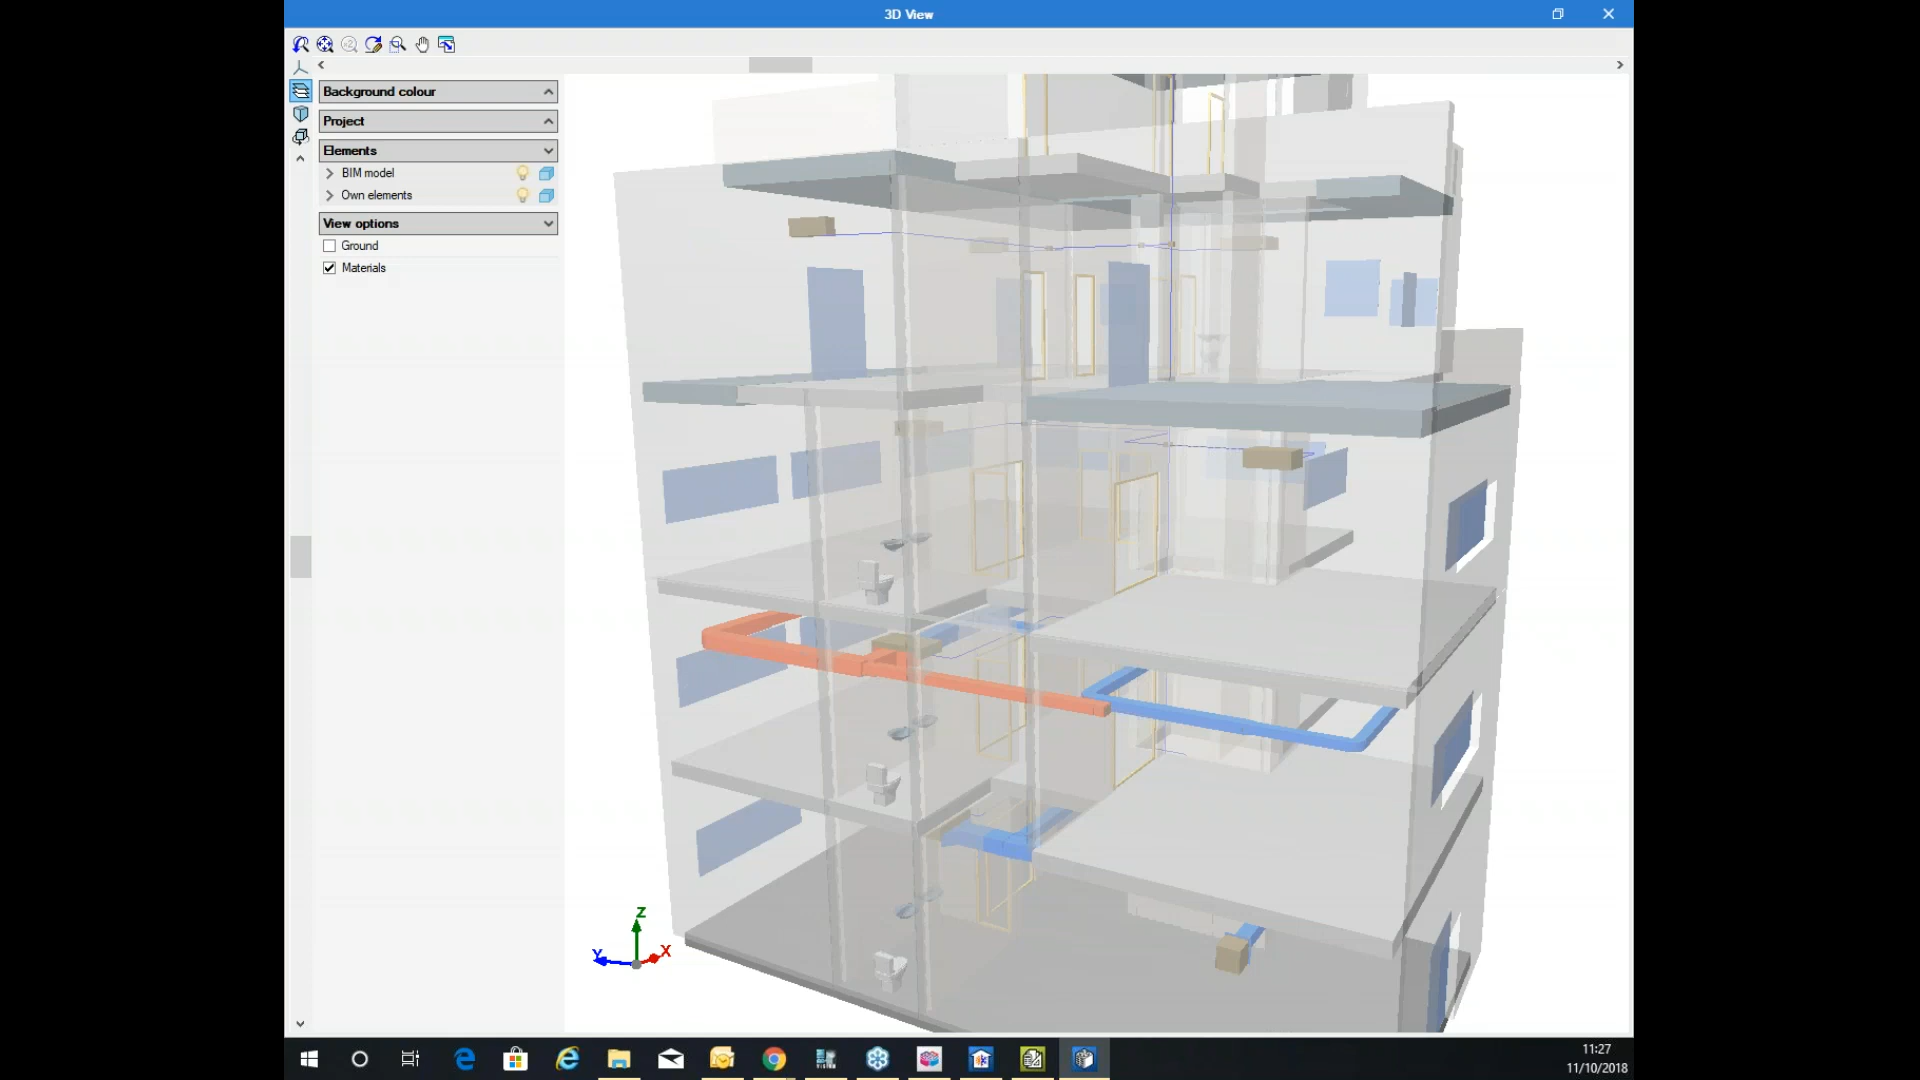 3D View
Background colour
Project
Elements
BIM model
Own elements
View options
Ground
Materials
Z
Y
X
11:27
11/10/2018